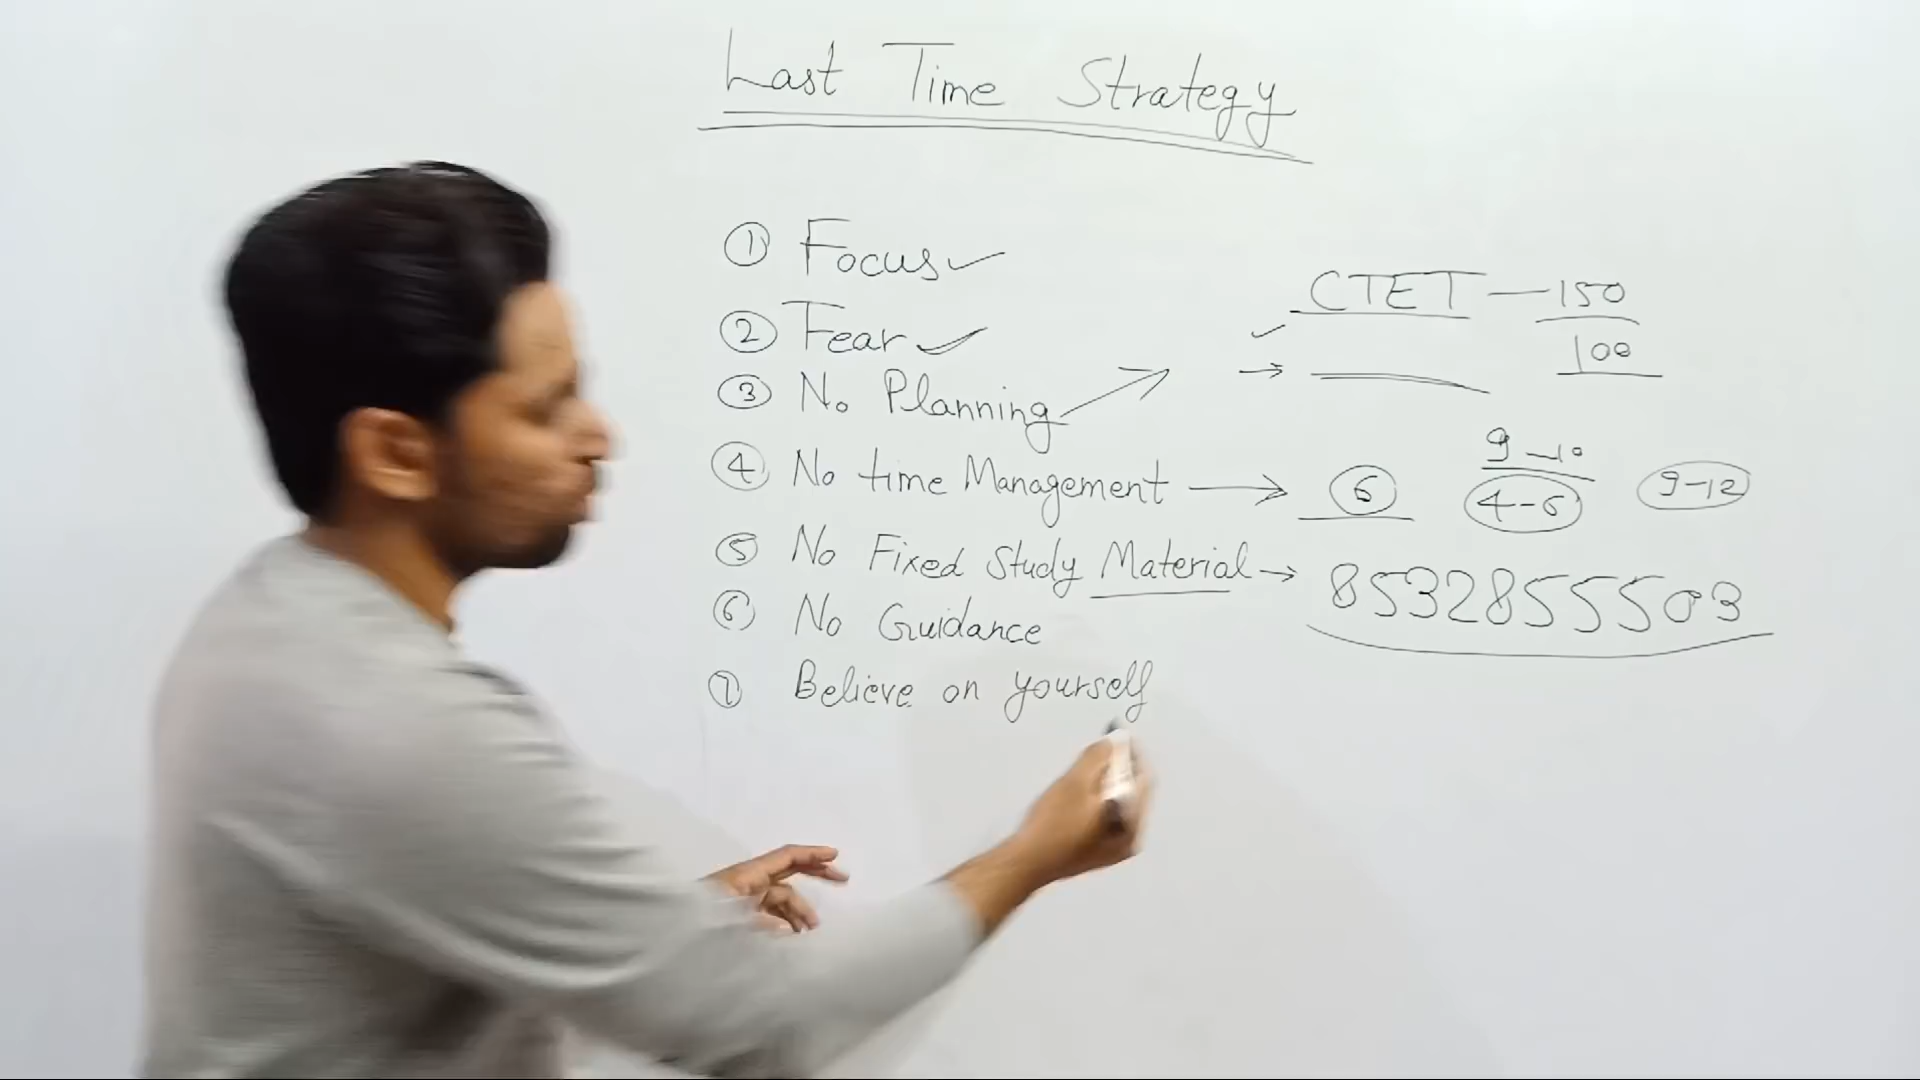 Last Time Strategy
① Focus ✓
② Fear ✓
③ No Planning
④ No time Management →
⑤ No Fixed Study Material →
⑥ No Guidance
⑦ Believe on yourself
CTET — 150
100
9-10
6 4-5 9-12
8532855503